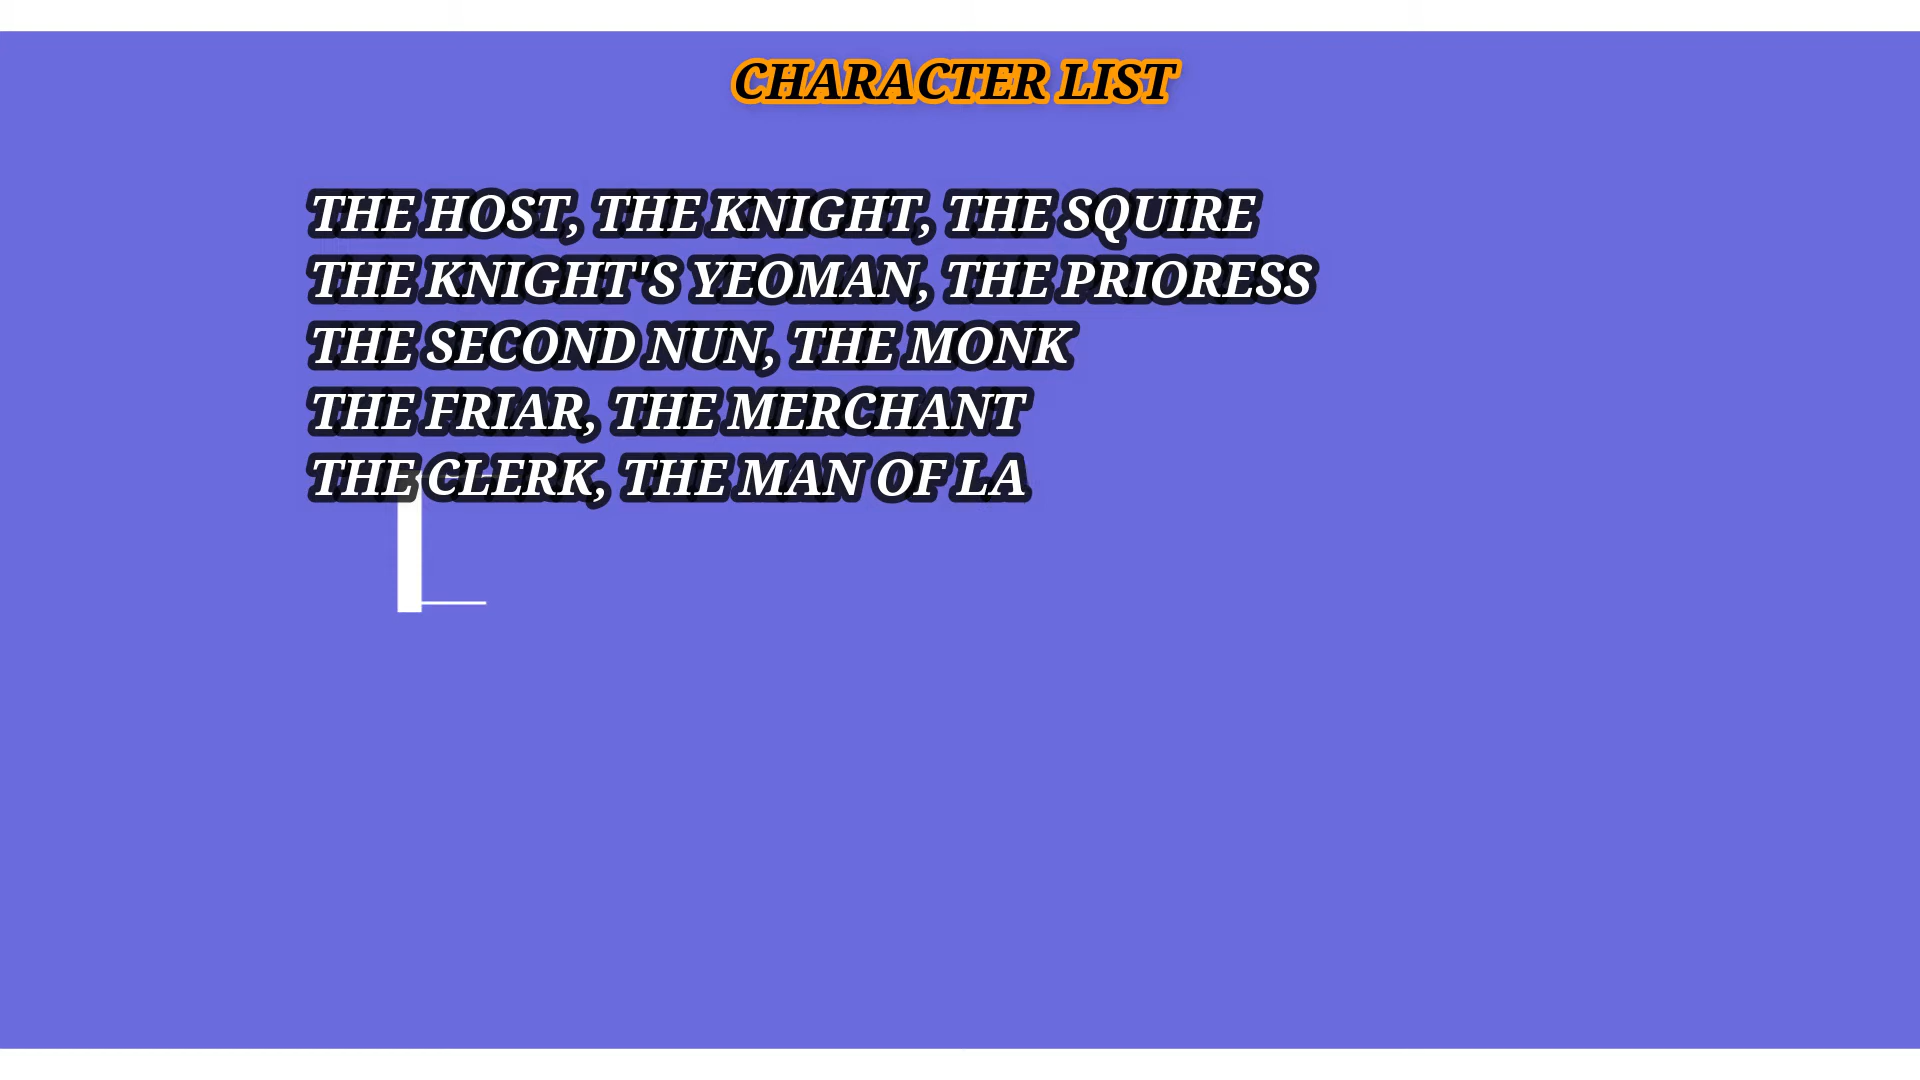 CHARACTER LIST
THE HOST, THE KNIGHT, THE SQUIRE
THE KNIGHT'S YEOMAN, THE PRIORESS
THE SECOND NUN, THE MONK
THE FRIAR, THE MERCHANT
THE CLERK, THE MAN OF LA